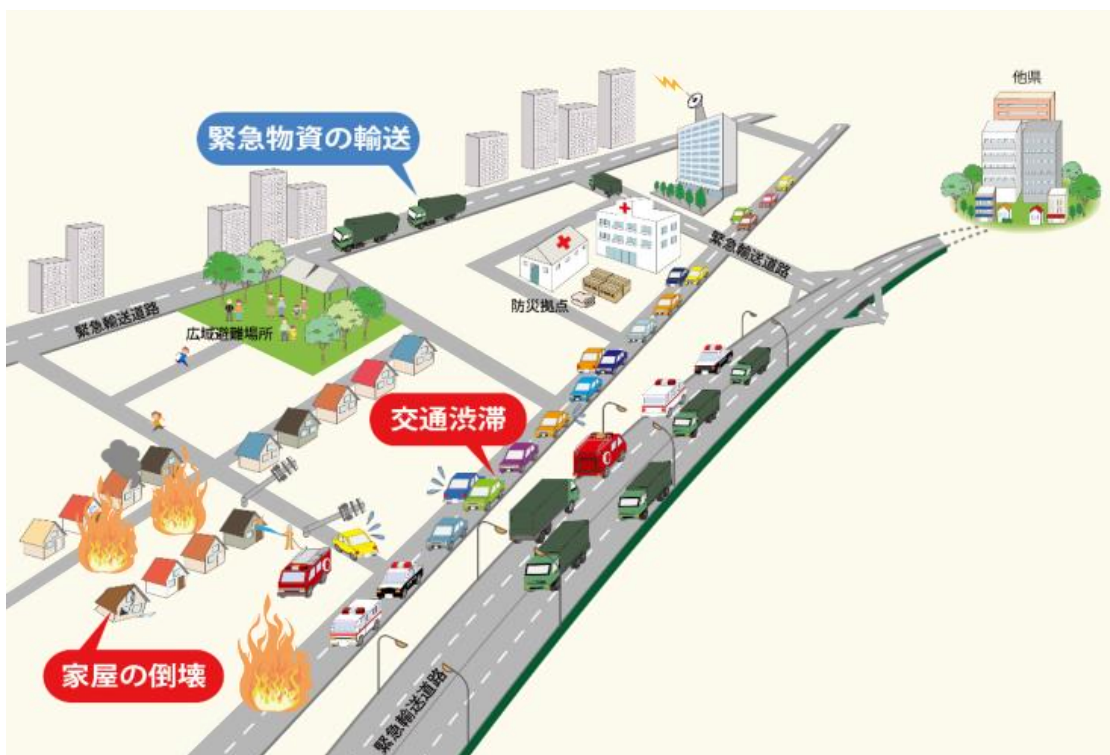 他県
緊急物資の輸送
緊急輸送道路
防災拠点
緊急輸送道路
広域避難場所
交通渋滞
家屋の倒壊
緊急輸送道路